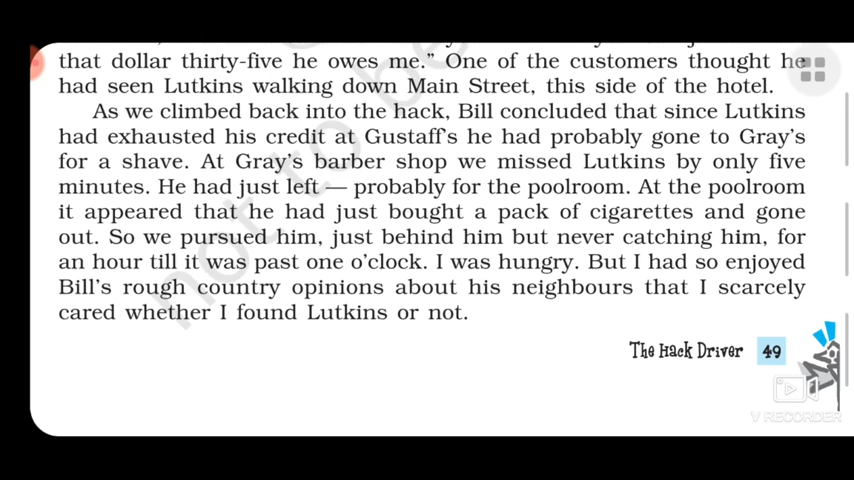 that dollar thirty-five he owes me.” One of the customers thought he
had seen Lutkins walking down Main Street, this side of the hotel.
As we climbed back into the hack, Bill concluded that since Lutkins
had exhausted his credit at Gustaff's he had probably gone to Gray's
for a shave. At Gray's barber shop we missed Lutkins by only five
minutes. He had just left — probably for the poolroom. At the poolroom
it appeared that he had just bought a pack of cigarettes and gone
out. So we pursued him, just behind him but never catching him, for
an hour till it was past one o'clock. I was hungry. But I had so enjoyed
Bill's rough country opinions about his neighbours that I scarcely
cared whether I found Lutkins or not.
The Hack Driver 49
V RECORDER
not to be